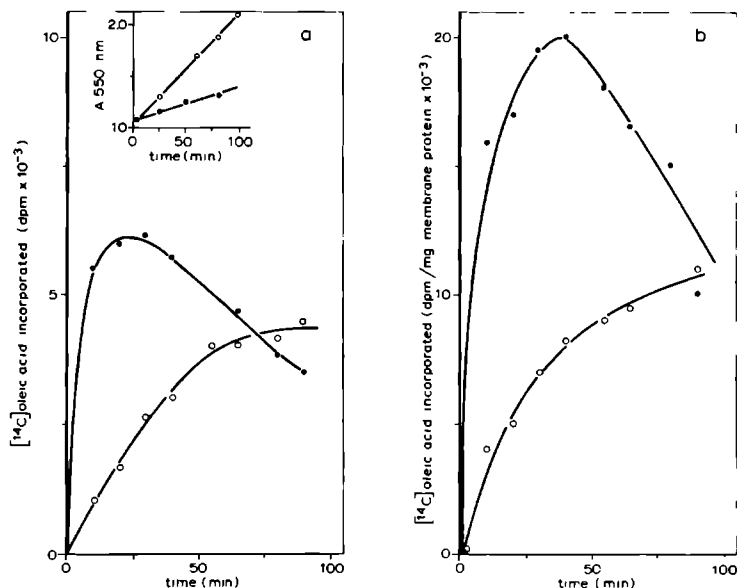 a
2.0
A 550 nm
10
0 50 100
time (min)
10
5
0
[14C]oleic acid incorporated (dpm x 10-3)
0 50 100
time (min)
b
20
10
0
[14C]oleic acid incorporated (dpm/mg membrane protein x 10-3)
0 50 100
time (min)